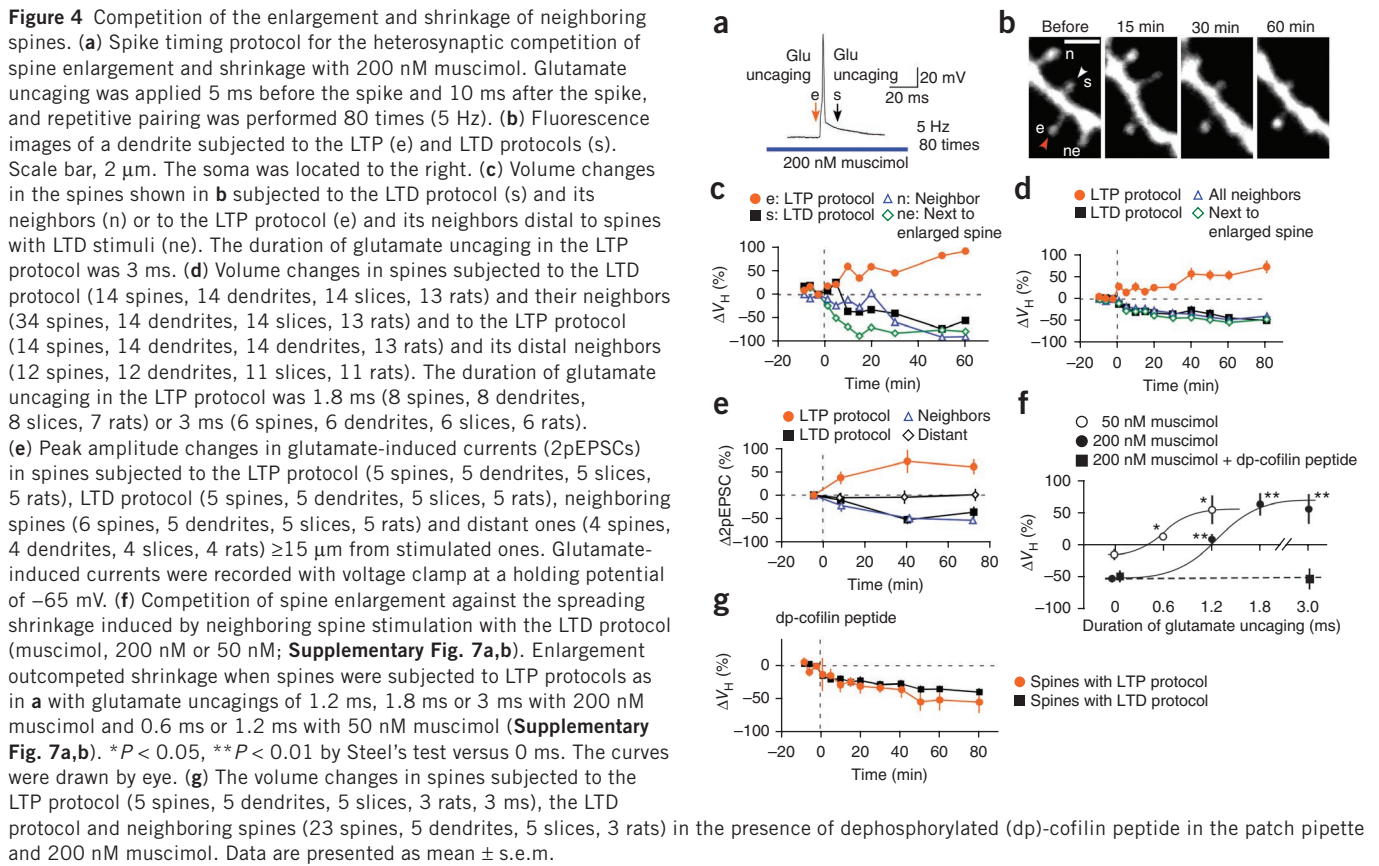 Figure 4 Competition of the enlargement and shrinkage of neighboring
spines. (a) Spike timing protocol for the heterosynaptic competition of
spine enlargement and shrinkage with 200 nM muscimol. Glutamate
uncaging was applied 5 ms before the spike and 10 ms after the spike,
and repetitive pairing was performed 80 times (5 Hz). (b) Fluorescence
images of a dendrite subjected to the LTP (e) and LTD protocols (s).
Scale bar, 2 μm. The soma was located to the right. (c) Volume changes
in the spines shown in b subjected to the LTD protocol (s) and its
neighbors (n) or to the LTP protocol (e) and its neighbors distal to spines
with LTD stimuli (ne). The duration of glutamate uncaging in the LTP
protocol was 3 ms. (d) Volume changes in spines subjected to the LTD
protocol (14 spines, 14 dendrites, 14 slices, 13 rats) and their neighbors
(34 spines, 14 dendrites, 14 slices, 13 rats) and to the LTP protocol
(14 spines, 14 dendrites, 14 dendrites, 13 rats) and its distal neighbors
(12 spines, 12 dendrites, 11 slices, 11 rats). The duration of glutamate
uncaging in the LTP protocol was 1.8 ms (8 spines, 8 dendrites,
8 slices, 7 rats) or 3 ms (6 spines, 6 dendrites, 6 slices, 6 rats).
(e) Peak amplitude changes in glutamate-induced currents (2pEPSCs)
in spines subjected to the LTP protocol (5 spines, 5 dendrites, 5 slices,
5 rats), LTD protocol (5 spines, 5 dendrites, 5 slices, 5 rats), neighboring
spines (6 spines, 5 dendrites, 5 slices, 5 rats) and distant ones (4 spines,
4 dendrites, 4 slices, 4 rats) ≥15 μm from stimulated ones. Glutamate-
induced currents were recorded with voltage clamp at a holding potential
of –65 mV. (f) Competition of spine enlargement against the spreading
shrinkage induced by neighboring spine stimulation with the LTD protocol
(muscimol, 200 nM or 50 nM; Supplementary Fig. 7a,b). Enlargement
outcompeted shrinkage when spines were subjected to LTP protocols as
in a with glutamate uncagings of 1.2 ms, 1.8 ms or 3 ms with 200 nM
muscimol and 0.6 ms or 1.2 ms with 50 nM muscimol (Supplementary
Fig. 7a,b). *P < 0.05, **P < 0.01 by Steel's test versus 0 ms. The curves
were drawn by eye. (g) The volume changes in spines subjected to the
LTP protocol (5 spines, 5 dendrites, 5 slices, 3 rats, 3 ms), the LTD
protocol and neighboring spines (23 spines, 5 dendrites, 5 slices, 3 rats) in the presence of dephosphorylated (dp)-cofilin peptide in the patch pipette
and 200 nM muscimol. Data are presented as mean ± s.e.m.
a
Glu uncaging
Glu uncaging
e
s
20 mV
20 ms
5 Hz
80 times
200 nM muscimol
b
Before 15 min 30 min 60 min
n
s
e
ne
c
e: LTP protocol n: Neighbor
s: LTD protocol ne: Next to
enlarged spine
100
50
0
–50
–100
ΔVH (%)
–20 0 20 40 60
Time (min)
d
LTP protocol All neighbors
LTD protocol Next to
enlarged spine
100
50
0
–50
–100
ΔVH (%)
–20 0 20 40 60 80
Time (min)
e
LTP protocol Neighbors
LTD protocol Distant
100
50
0
–50
–100
Δ2pEPSC (%)
–20 0 20 40 60 80
Time (min)
f
50 nM muscimol
200 nM muscimol
200 nM muscimol + dp-cofilin peptide
100
50
0
–50
–100
ΔVH (%)
* * ** ** **
0 0.6 1.2 1.8 3.0
Duration of glutamate uncaging (ms)
g
dp-cofilin peptide
0
–50
–100
ΔVH (%)
–20 0 20 40 60 80
Time (min)
Spines with LTP protocol
Spines with LTD protocol